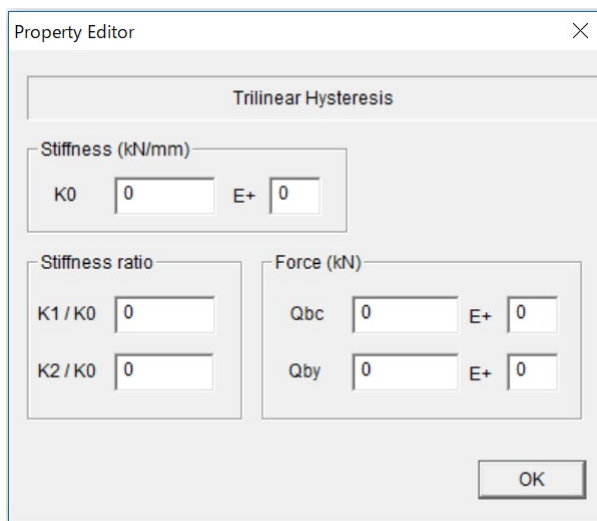 Property Editor
Trilinear Hysteresis
Stiffness (kN/mm)
K0 0 E+ 0
Stiffness ratio
K1 / K0 0
K2 / K0 0
Force (kN)
Qbc 0 E+ 0
Qby 0 E+ 0
OK